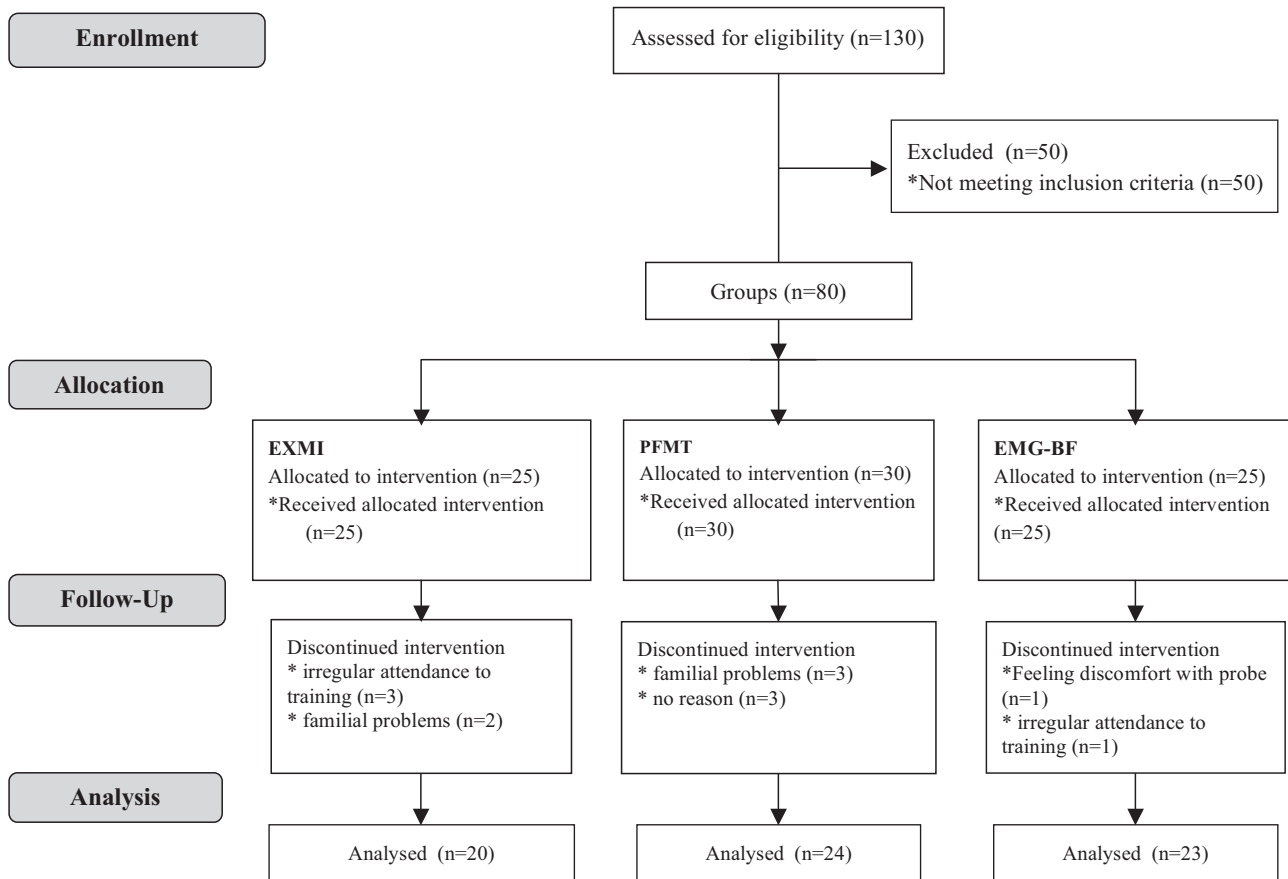 Enrollment
Assessed for eligibility (n=130)
Excluded (n=50)
*Not meeting inclusion criteria (n=50)
Groups (n=80)
Allocation
EXMI
Allocated to intervention (n=25)
*Received allocated intervention
(n=25)
PFMT
Allocated to intervention (n=30)
*Received allocated intervention
(n=30)
EMG-BF
Allocated to intervention (n=25)
*Received allocated intervention
(n=25)
Follow-Up
Discontinued intervention
* irregular attendance to
training (n=3)
* familial problems (n=2)
Discontinued intervention
* familial problems (n=3)
* no reason (n=3)
Discontinued intervention
*Feeling discomfort with probe
(n=1)
* irregular attendance to
training (n=1)
Analysis
Analysed (n=20)
Analysed (n=24)
Analysed (n=23)